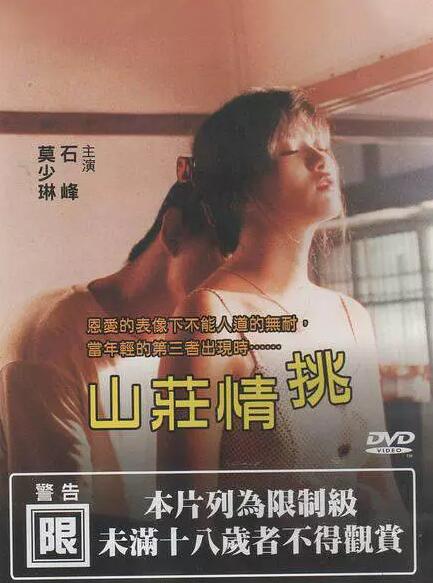 主演
石峰
莫少琳
恩愛的表像下不能人道的無耐，
當年輕的第三者出現時……
山莊情挑
DVD
VIDEO
TM
警告
限
本片列為限制級
未滿十八歲者不得觀賞